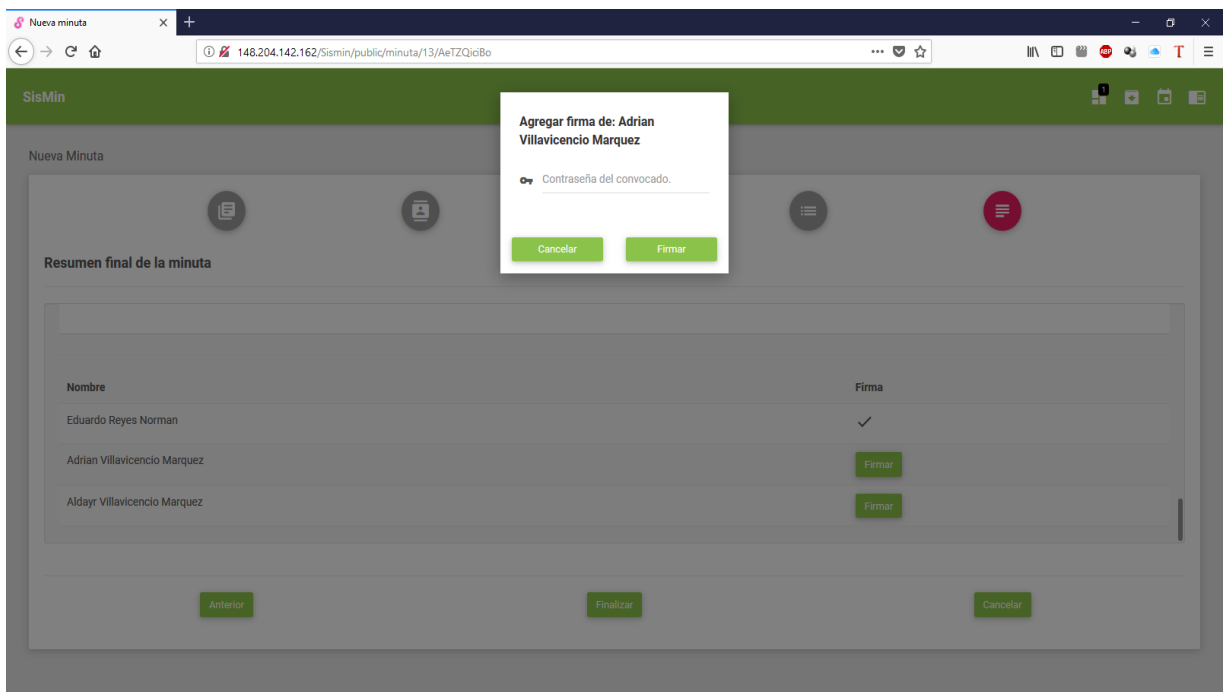 Nueva minuta
148.204.142.162/Sismin/public/minuta/13/AeTZQiciBo
ABP
T
SisMin
1
Agregar firma de: Adrian
Villavicencio Marquez
Contraseña del convocado.
Cancelar Firmar
Nueva Minuta
Resumen final de la minuta
Nombre Firma
Eduardo Reyes Norman
Adrian Villavicencio Marquez Firmar
Aldayr Villavicencio Marquez Firmar
Anterior Finalizar Cancelar